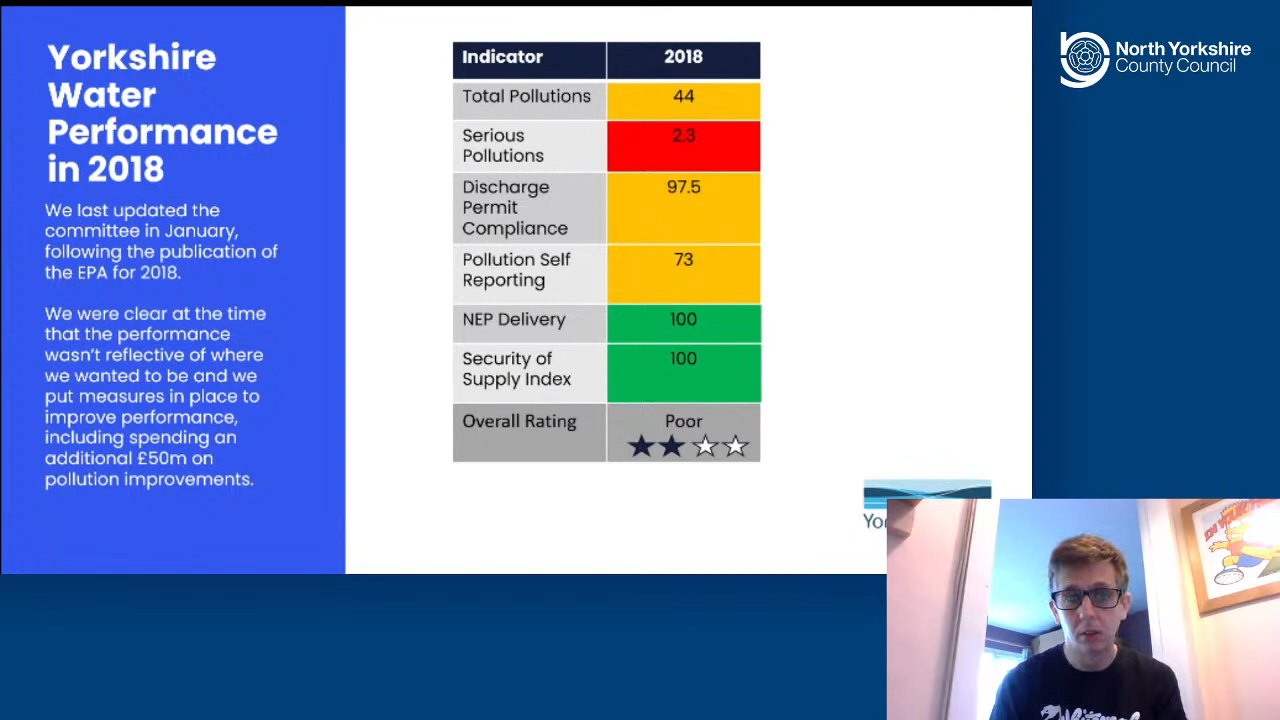 Yorkshire
Water
Performance
in 2018
We last updated the
committee in January,
following the publication of
the EPA for 2018.
We were clear at the time
that the performance
wasn't reflective of where
we wanted to be and we
put measures in place to
improve performance,
including spending an
additional £50m on
pollution improvements.
Indicator 2018
Total Pollutions 44
Serious
Pollutions 2.3
Discharge
Permit
Compliance 97.5
Pollution Self
Reporting 73
NEP Delivery 100
Security of
Supply Index 100
Overall Rating Poor
North Yorkshire
County Council